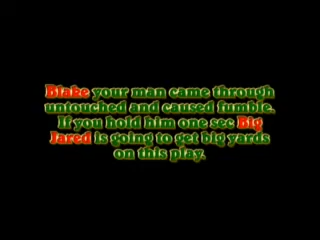 Blake your man came through
untouched and caused fumble.
If you hold him one sec Big
Jared is going to get big yards
on this play.